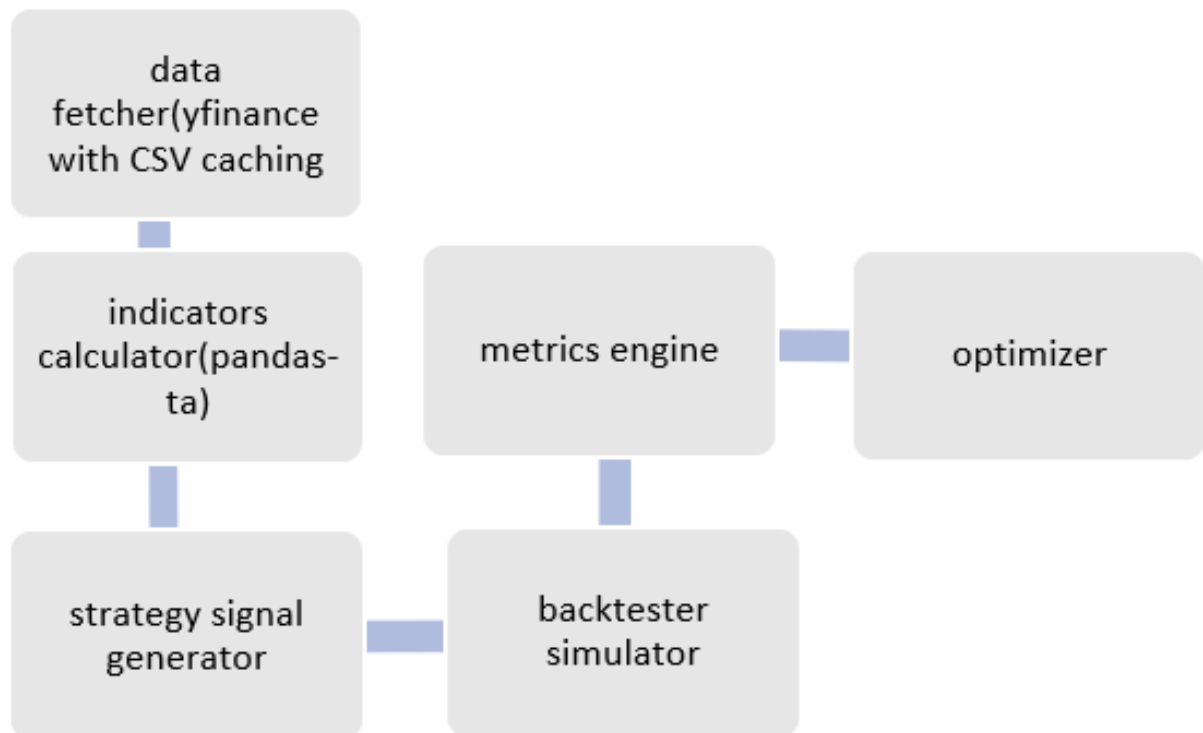 data
fetcher(yfinance
with CSV caching
indicators
calculator(pandas-
ta)
strategy signal
generator
backtester
simulator
metrics engine
optimizer